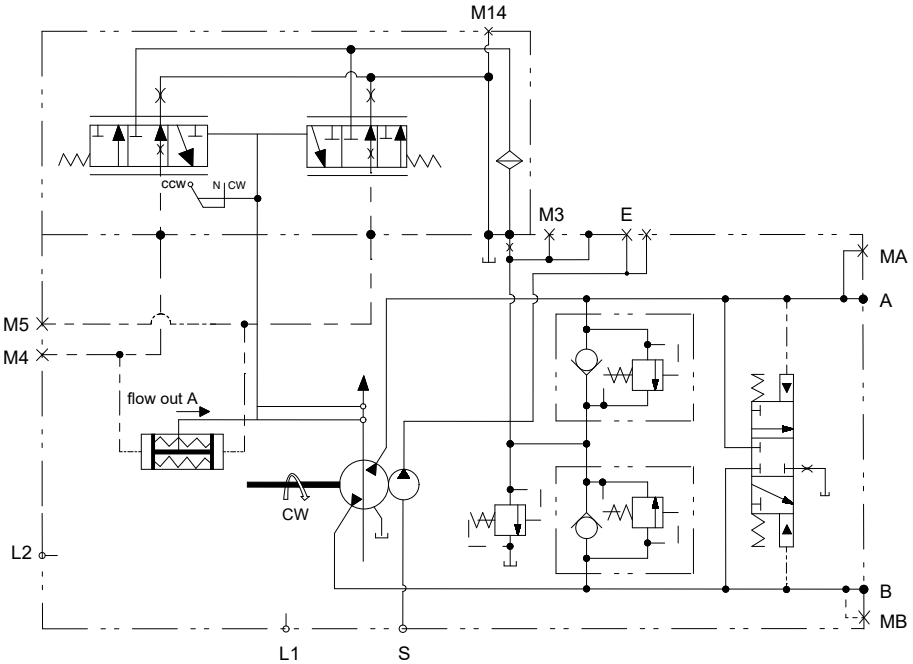 M14
CCW N CW
M3 E
MA
A
M5
M4
flow out A
CW
L2
B
MB
L1 S